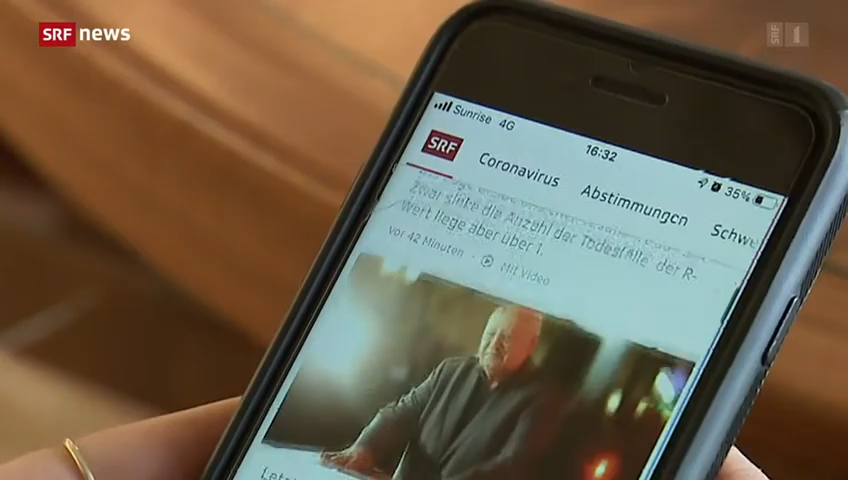 SRF news
SRF 1
Sunrise 4G
16:32
35%
SRF
Coronavirus
Abstimmungen
Schwe
Zwar sinke die Anzahl der Todesfälle, der R-
Wert liege aber über 1.
vor 42 Minuten · Mit Video